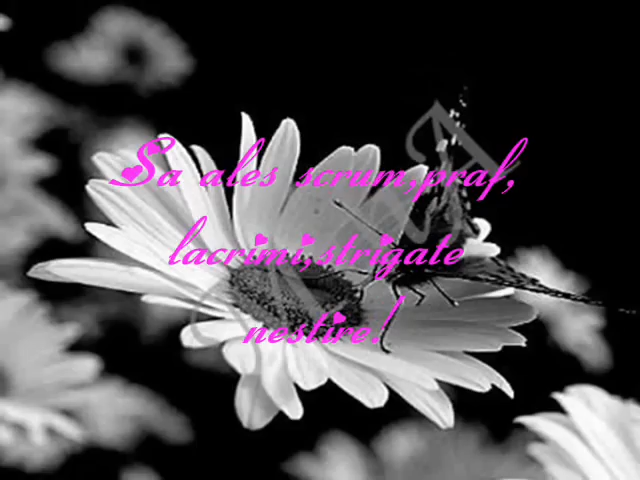 Sa ales scrum,praf,
lacrimi,strigate
nestire!